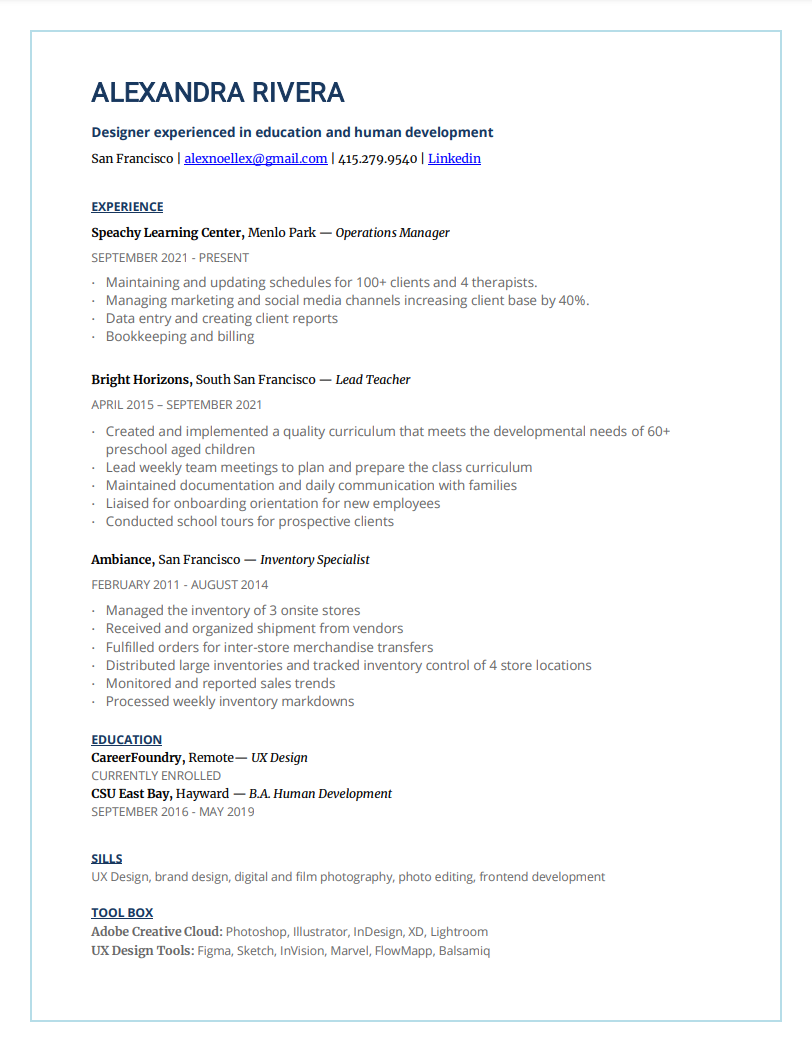 ALEXANDRA RIVERA
Designer experienced in education and human development
San Francisco | alexnoellex@gmail.com | 415.279.9540 | Linkedin
EXPERIENCE
Speachy Learning Center, Menlo Park — Operations Manager
SEPTEMBER 2021 - PRESENT
· Maintaining and updating schedules for 100+ clients and 4 therapists.
· Managing marketing and social media channels increasing client base by 40%.
· Data entry and creating client reports
· Bookkeeping and billing
Bright Horizons, South San Francisco — Lead Teacher
APRIL 2015 – SEPTEMBER 2021
· Created and implemented a quality curriculum that meets the developmental needs of 60+
preschool aged children
· Lead weekly team meetings to plan and prepare the class curriculum
· Maintained documentation and daily communication with families
· Liaised for onboarding orientation for new employees
· Conducted school tours for prospective clients
Ambiance, San Francisco — Inventory Specialist
FEBRUARY 2011 - AUGUST 2014
· Managed the inventory of 3 onsite stores
· Received and organized shipment from vendors
· Fulfilled orders for inter-store merchandise transfers
· Distributed large inventories and tracked inventory control of 4 store locations
· Monitored and reported sales trends
· Processed weekly inventory markdowns
EDUCATION
CareerFoundry, Remote— UX Design
CURRENTLY ENROLLED
CSU East Bay, Hayward — B.A. Human Development
SEPTEMBER 2016 - MAY 2019
SILLS
UX Design, brand design, digital and film photography, photo editing, frontend development
TOOL BOX
Adobe Creative Cloud: Photoshop, Illustrator, InDesign, XD, Lightroom
UX Design Tools: Figma, Sketch, InVision, Marvel, FlowMapp, Balsamiq